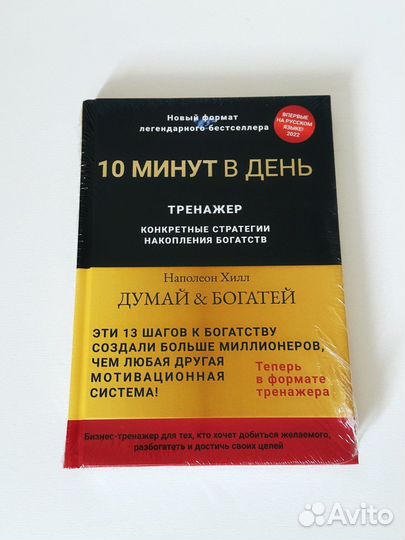 Новый формат
легендарного бестселлера
ВПЕРВЫЕ
НА РУССКОМ
ЯЗЫКЕ!
2022
10 МИНУТ В ДЕНЬ
ТРЕНАЖЕР
КОНКРЕТНЫЕ СТРАТЕГИИ
НАКОПЛЕНИЯ БОГАТСТВ
Наполеон Хилл
ДУМАЙ & БОГАТЕЙ
ЭТИ 13 ШАГОВ К БОГАТСТВУ
СОЗДАЛИ БОЛЬШЕ МИЛЛИОНЕРОВ,
ЧЕМ ЛЮБАЯ ДРУГАЯ
МОТИВАЦИОННАЯ
СИСТЕМА!
Теперь
в формате
тренажера
Бизнес-тренажер для тех, кто хочет добиться желаемого,
разбогатеть и достичь своих целей
Avito